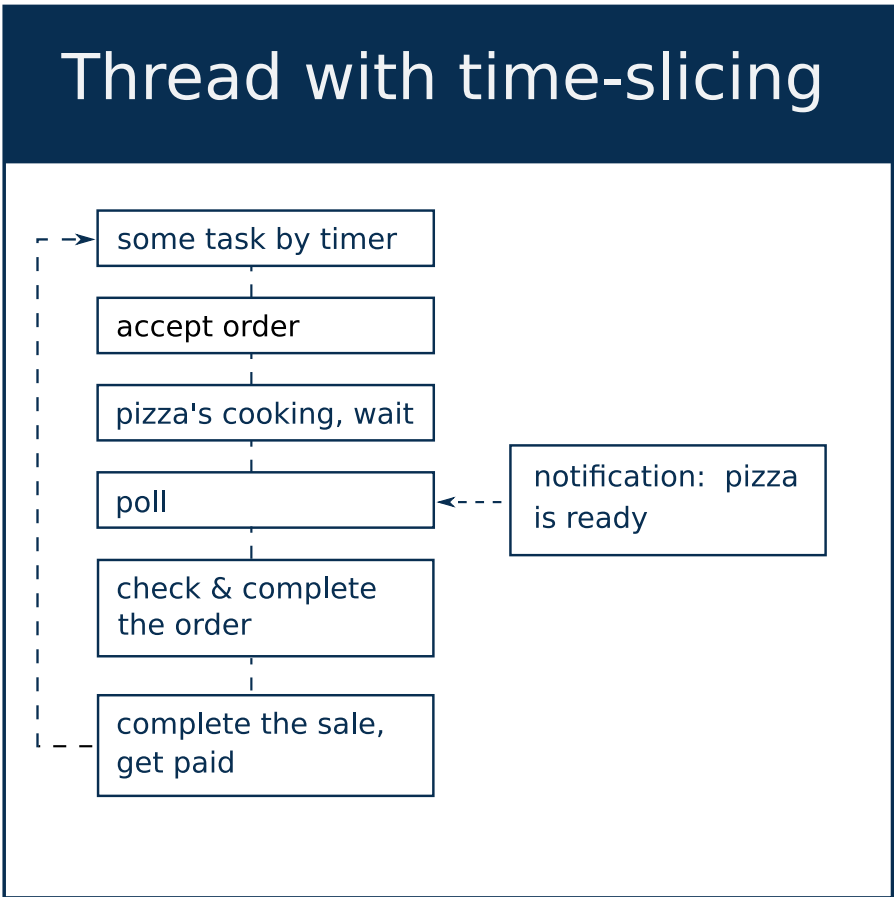 Thread with time-slicing
some task by timer
accept order
pizza's cooking, wait
poll
notification: pizza
is ready
check & complete
the order
complete the sale,
get paid